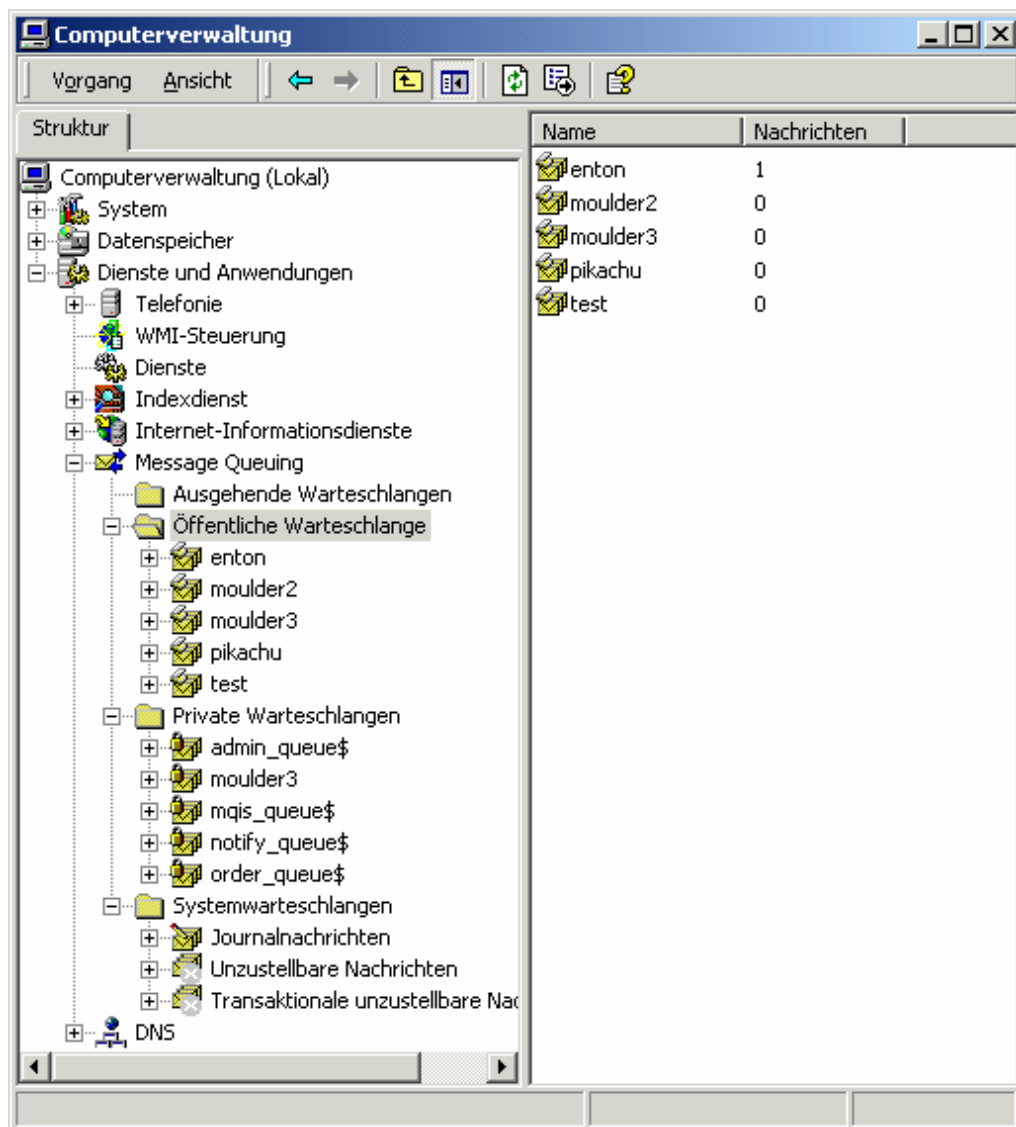 Computerverwaltung
Vorgang Ansicht
Struktur
Computerverwaltung (Lokal)
System
Datenspeicher
Dienste und Anwendungen
Telefonie
WMI-Steuerung
Dienste
Indexdienst
Internet-Informationsdienste
Message Queuing
Ausgehende Warteschlangen
Öffentliche Warteschlange
enton
moulder2
moulder3
pikachu
test
Private Warteschlangen
admin_queue$
moulder3
mqis_queue$
notify_queue$
order_queue$
Systemwarteschlangen
Journalnachrichten
Unzustellbare Nachrichten
Transaktionale unzustellbare Nac
DNS
Name Nachrichten
enton 1
moulder2 0
moulder3 0
pikachu 0
test 0